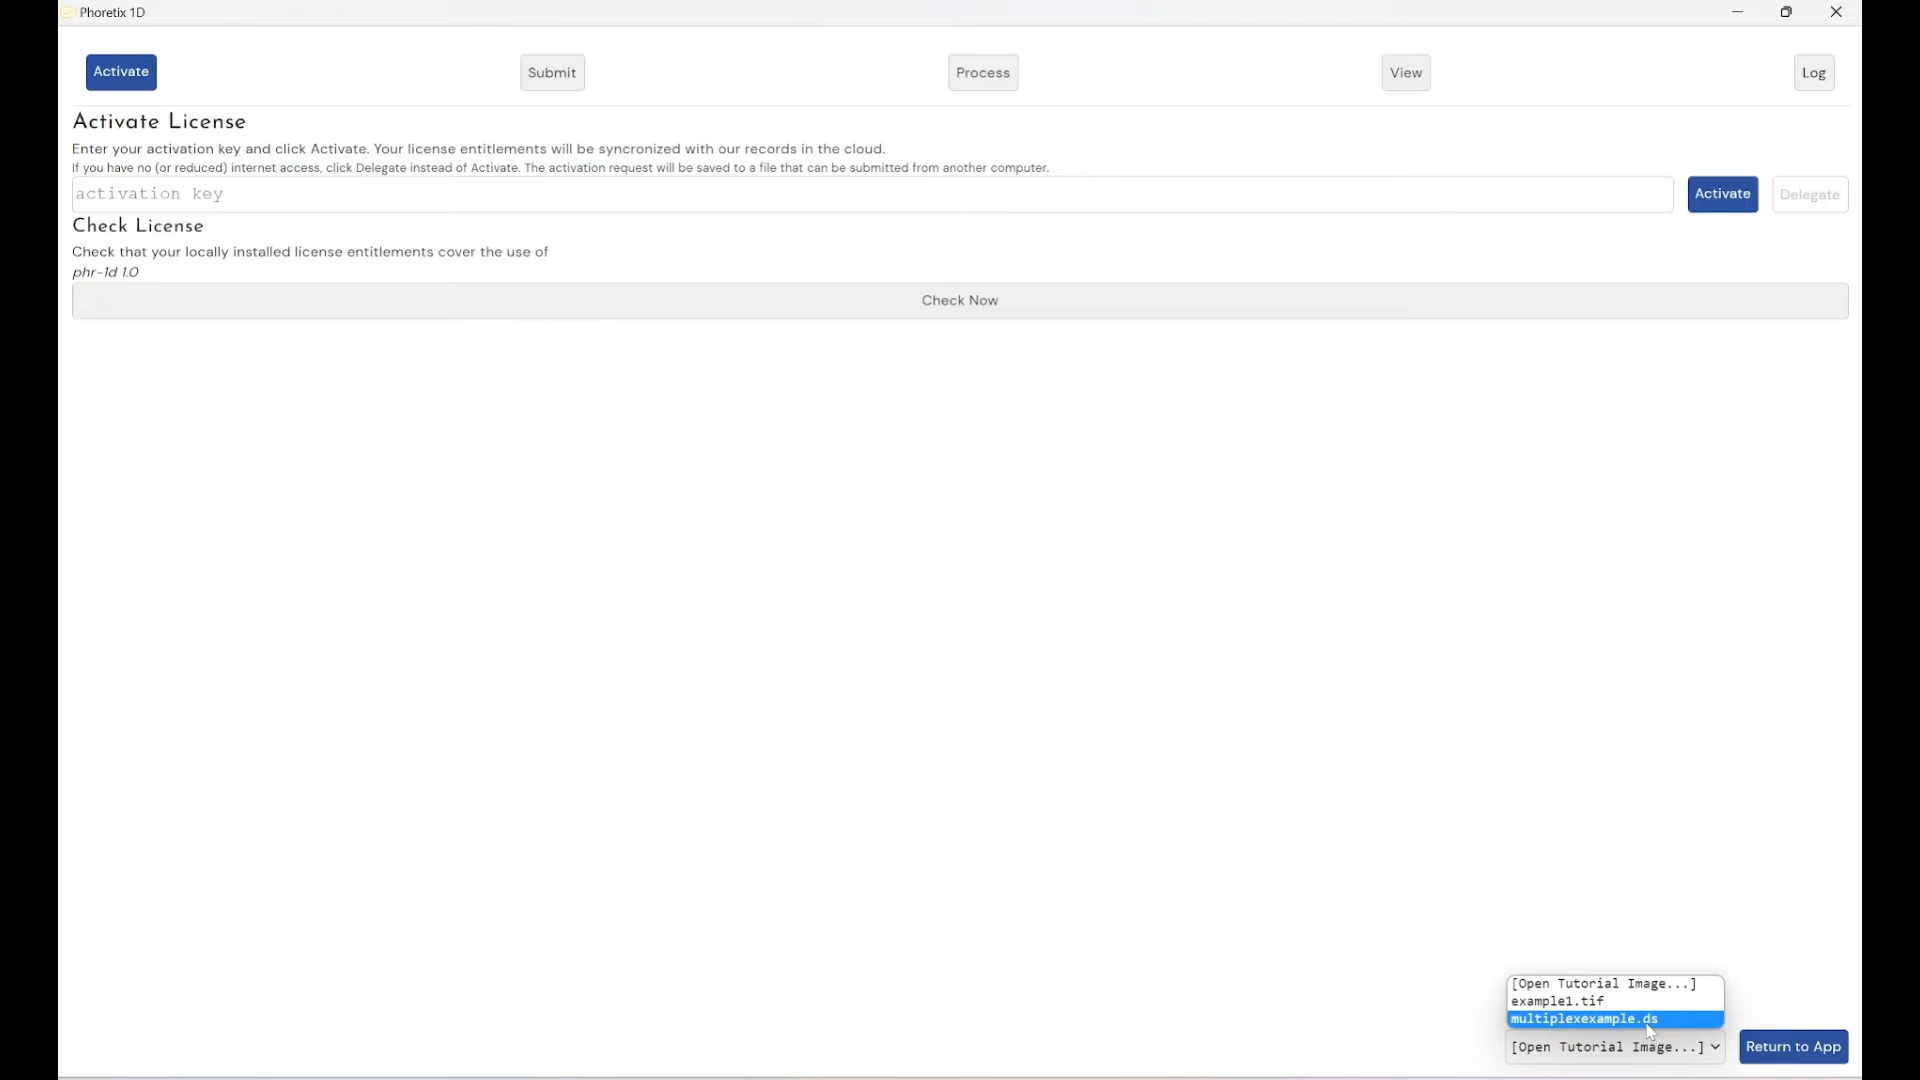 Phoretix 1D
Activate
Submit
Process
View
Log
Activate License
Enter your activation key and click Activate. Your license entitlements will be syncronized with our records in the cloud.
If you have no (or reduced) internet access, click Delegate instead of Activate. The activation request will be saved to a file that can be submitted from another computer.
activation key
Activate
Delegate
Check License
Check that your locally installed license entitlements cover the use of
phr-1d 1.0
Check Now
[Open Tutorial Image...]
example1.tif
multiplexexample.ds
[Open Tutorial Image...]
Return to App